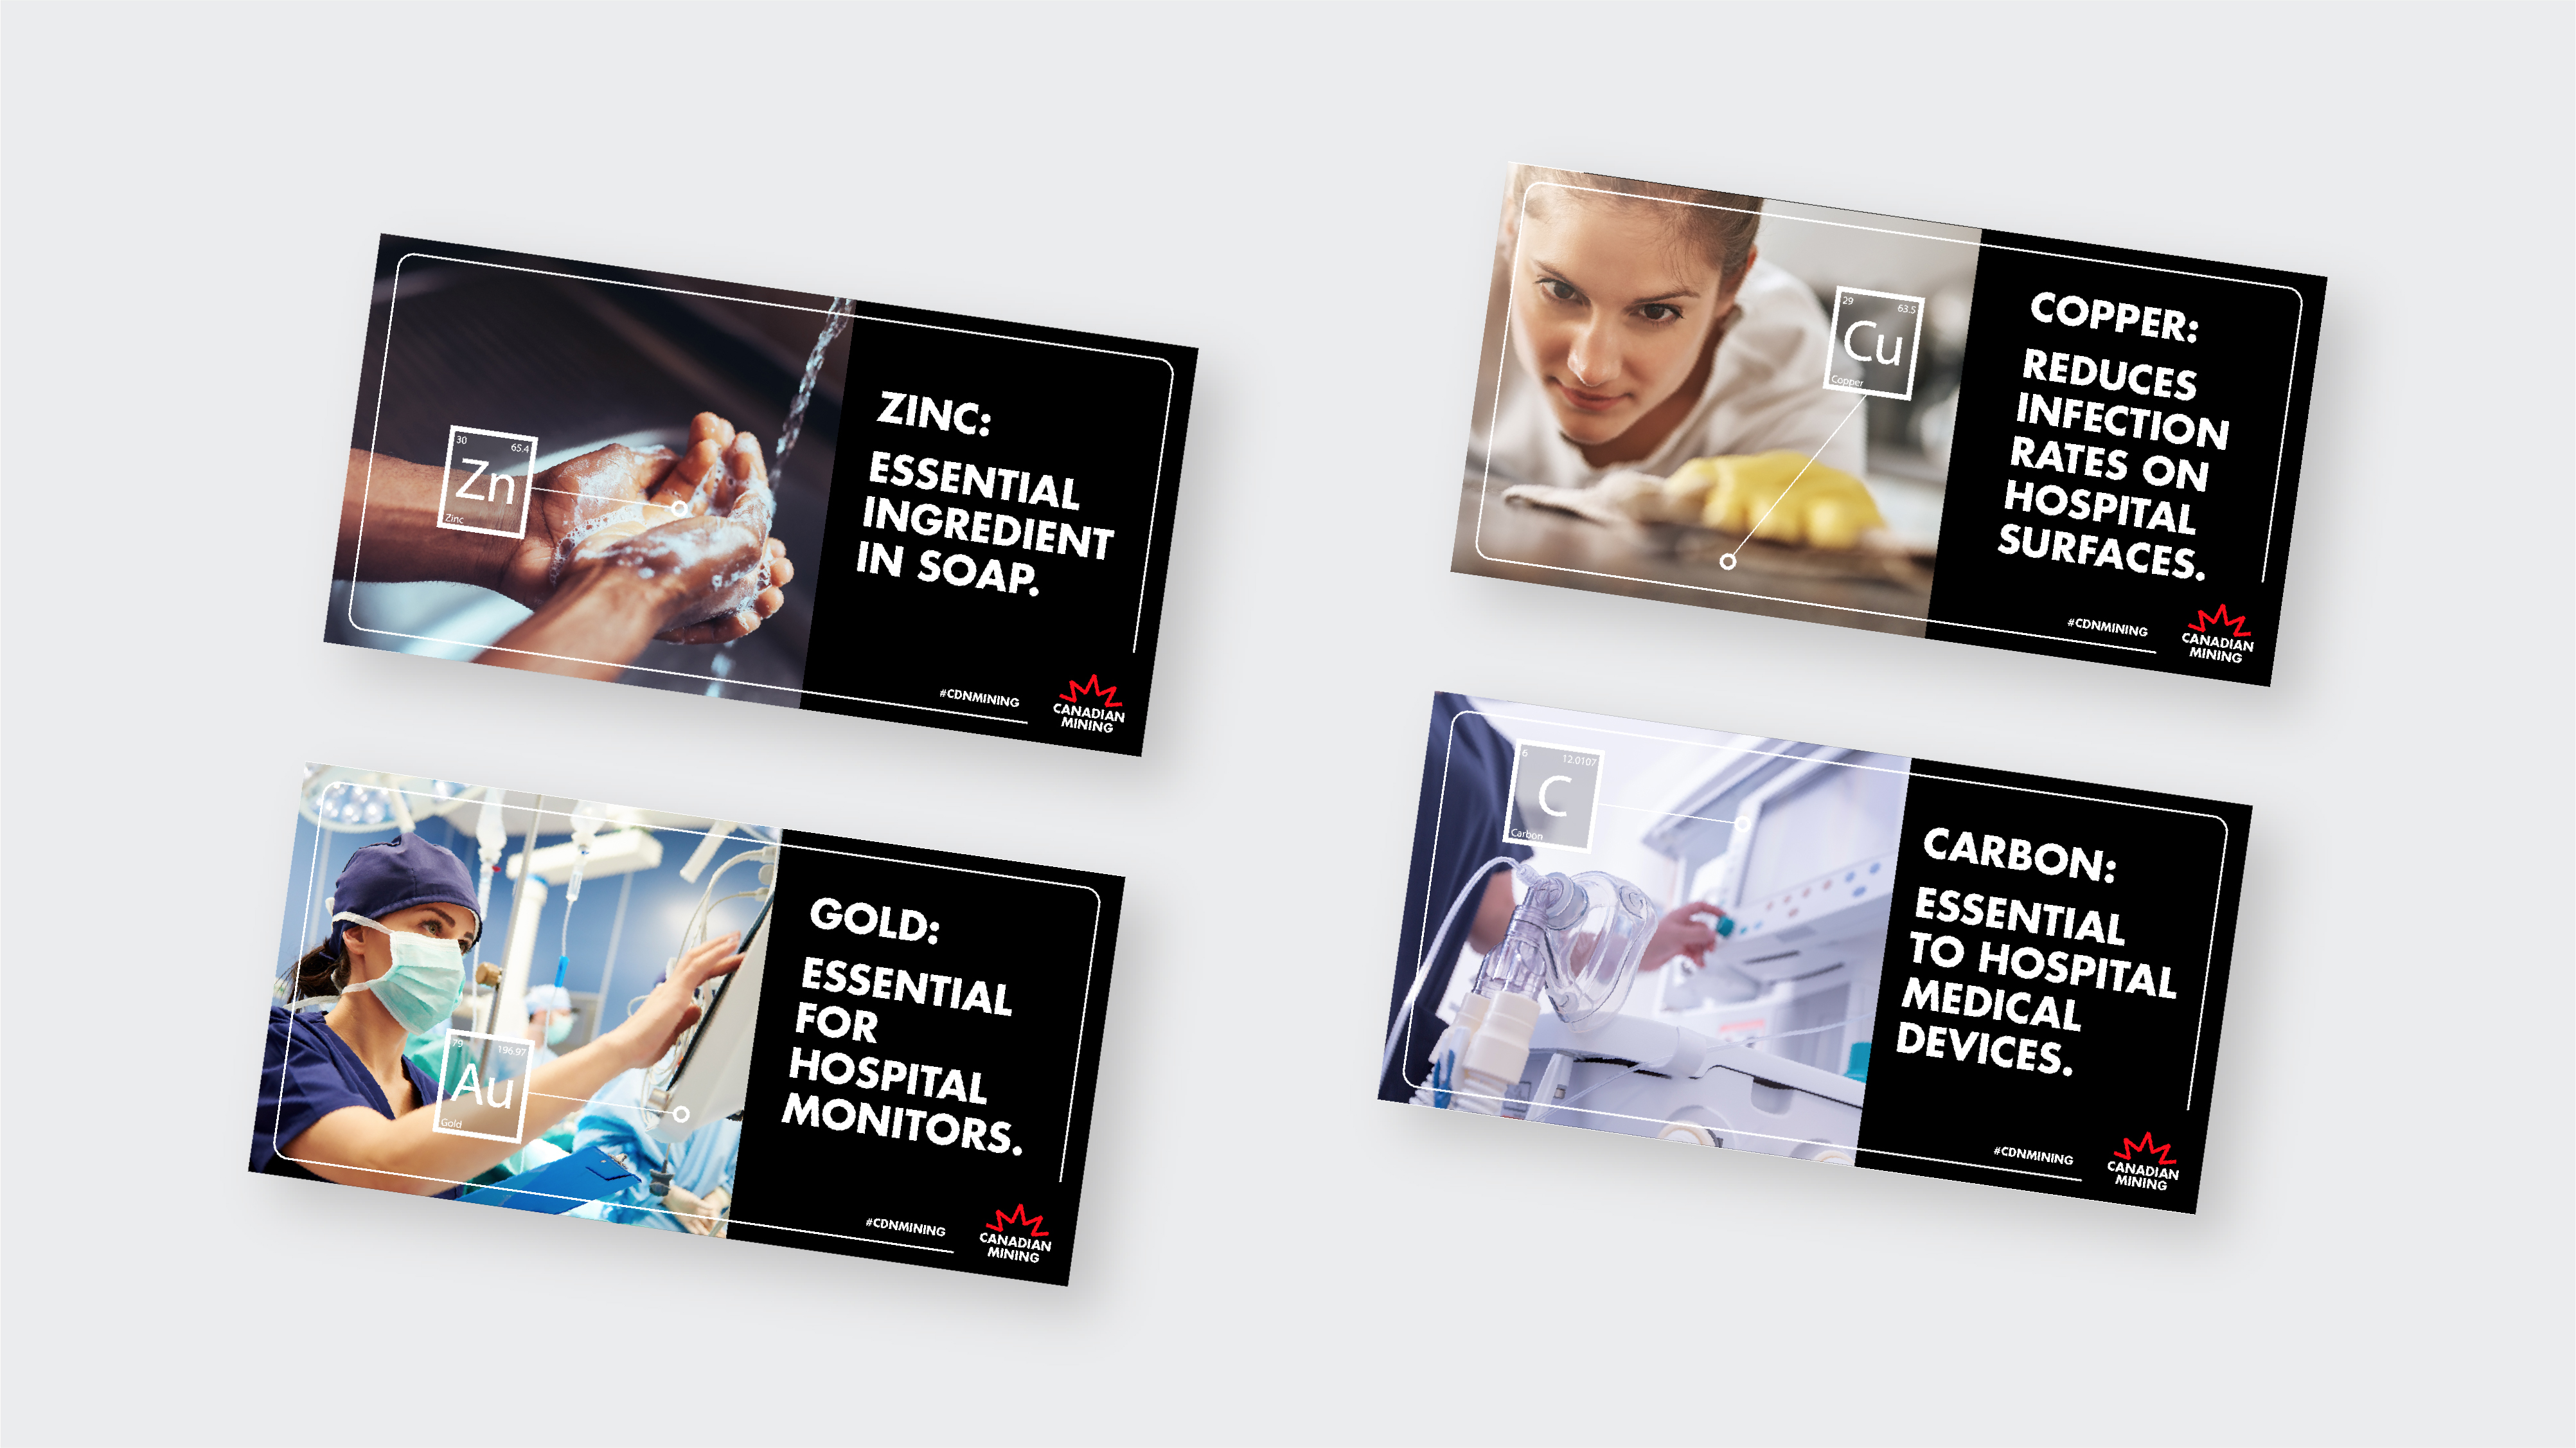 30 65.4
Zn
Zinc
ZINC:
ESSENTIAL
INGREDIENT
IN SOAP.
#CDNMINING
CANADIAN
MINING
29 63.5
Cu
Copper
COPPER:
REDUCES
INFECTION
RATES ON
HOSPITAL
SURFACES.
#CDNMINING
CANADIAN
MINING
79 196.97
Au
Gold
GOLD:
ESSENTIAL
FOR
HOSPITAL
MONITORS.
#CDNMINING
CANADIAN
MINING
6 12.0107
C
Carbon
CARBON:
ESSENTIAL
TO HOSPITAL
MEDICAL
DEVICES.
#CDNMINING
CANADIAN
MINING